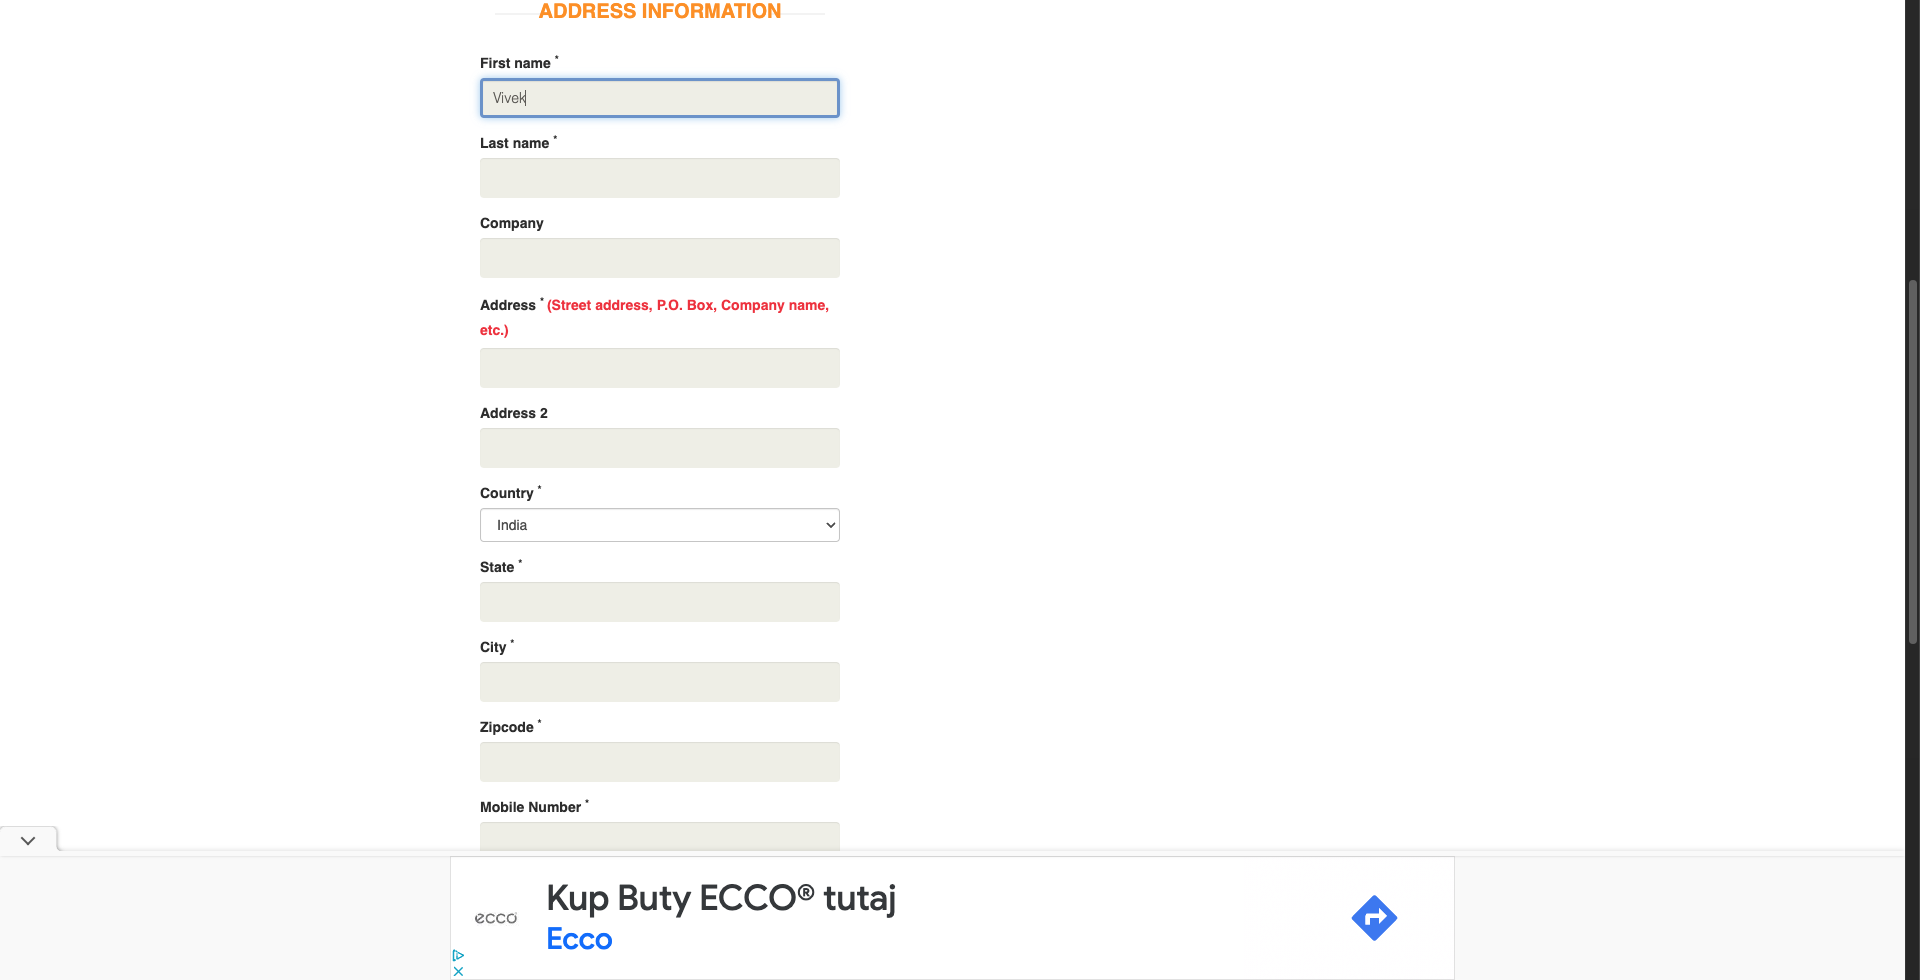 ADDRESS INFORMATION
First name *
Vivek
Last name *
Company
Address * (Street address, P.O. Box, Company name,
etc.)
Address 2
Country *
India
State *
City *
Zipcode *
Mobile Number *
ecco
Kup Buty ECCO® tutaj
Ecco